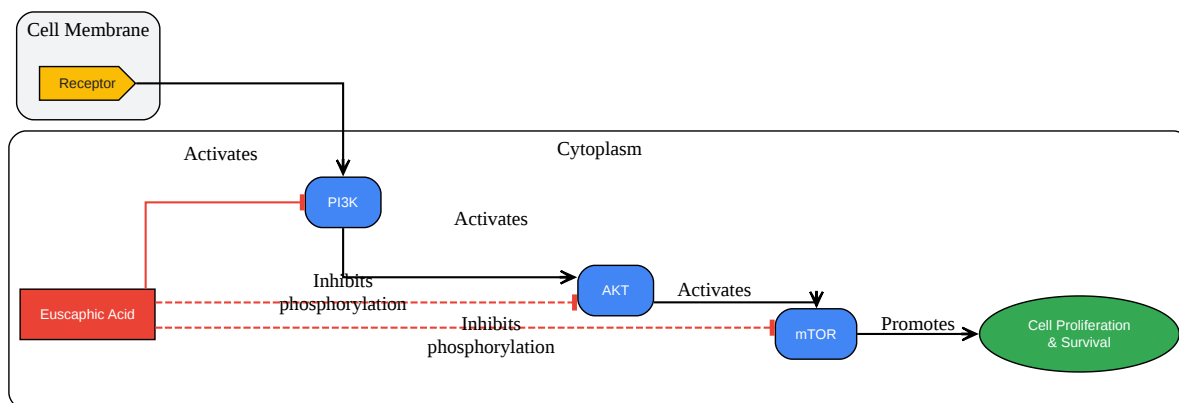 Cell Membrane
Receptor
Activates
Cytoplasm
PI3K
Activates
Inhibits
phosphorylation
AKT
Activates
Euscaphic Acid
Inhibits
phosphorylation
mTOR
Promotes
Cell Proliferation
& Survival